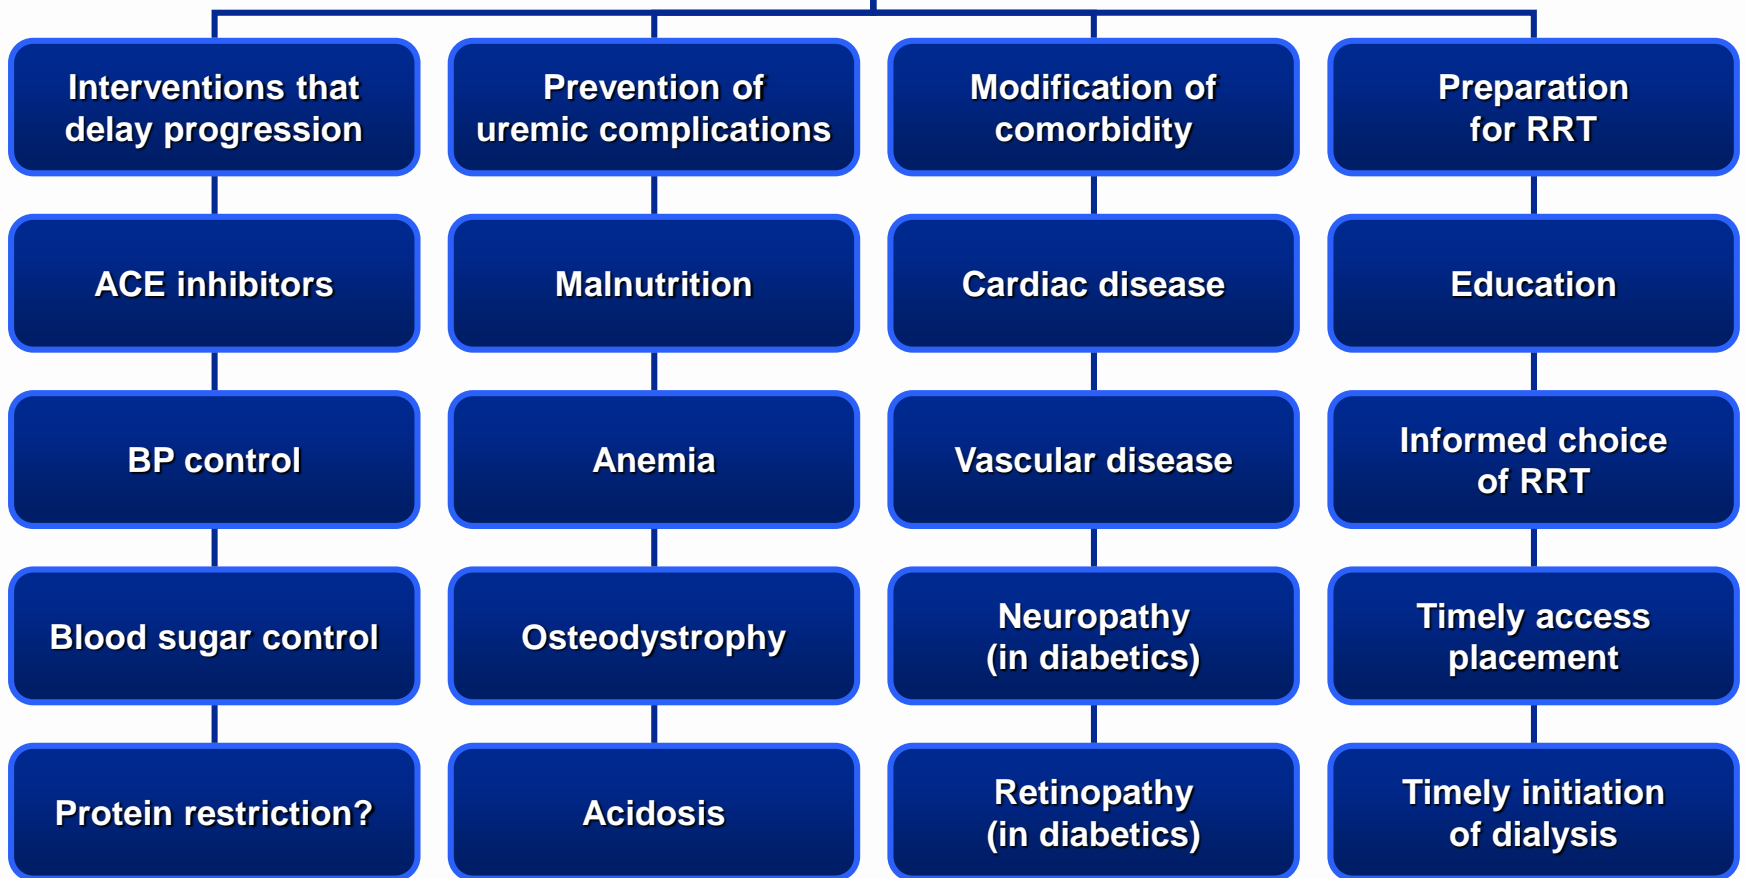 Interventions that
delay progression
ACE inhibitors
BP control
Blood sugar control
Protein restriction?
Prevention of
uremic complications
Malnutrition
Anemia
Osteodystrophy
Acidosis
Modification of
comorbidity
Cardiac disease
Vascular disease
Neuropathy
(in diabetics)
Retinopathy
(in diabetics)
Preparation
for RRT
Education
Informed choice
of RRT
Timely access
placement
Timely initiation
of dialysis